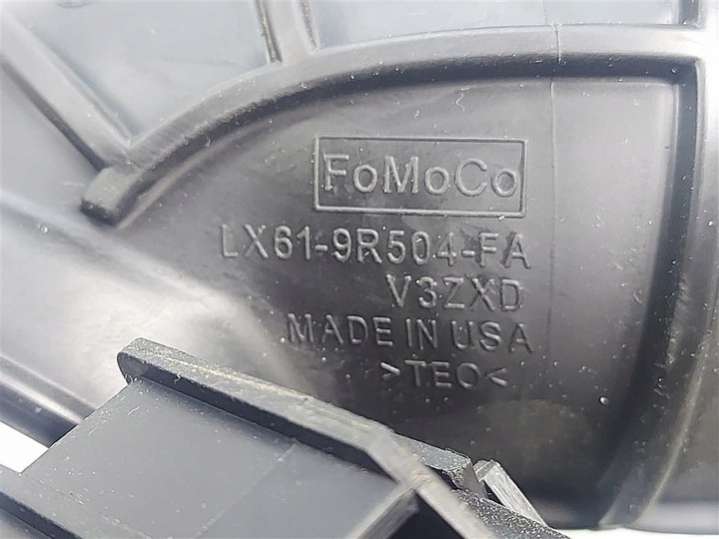 FoMoCo
LX61-9R504-FA
V3ZXD
MADE IN USA
>TEO<